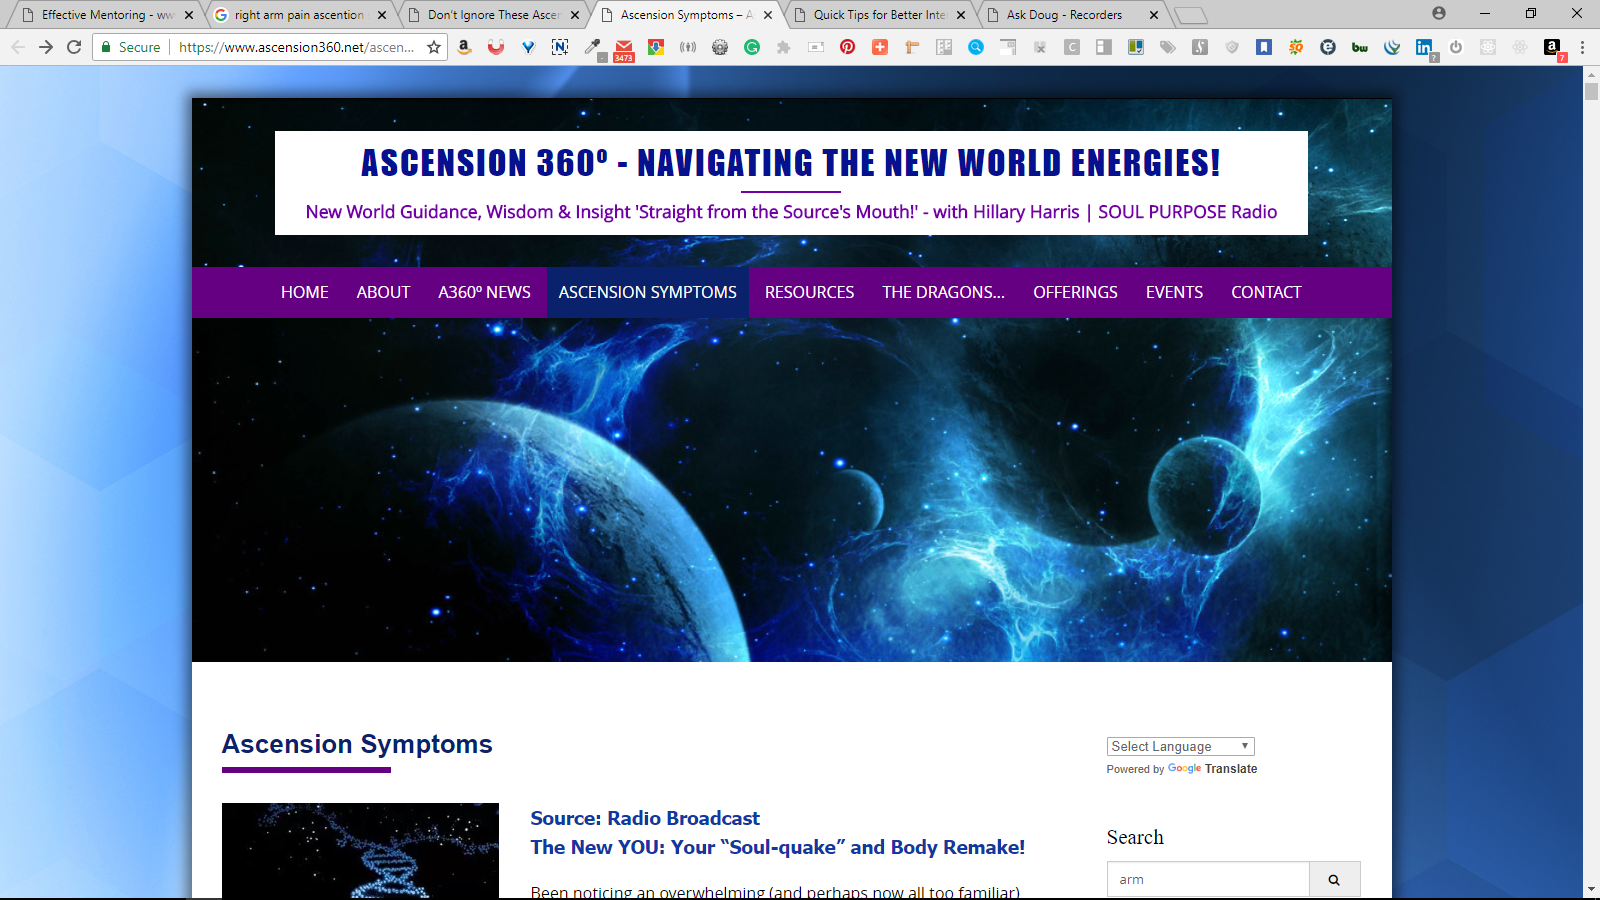 Effective Mentoring - ww
right arm pain ascention
Don't Ignore These Ascen
Ascension Symptoms – A
Quick Tips for Better Inte
Ask Doug - Recorders
Secure
https://www.ascension360.net/ascen...
3473
ASCENSION 360º - NAVIGATING THE NEW WORLD ENERGIES!
New World Guidance, Wisdom & Insight 'Straight from the Source's Mouth!' - with Hillary Harris | SOUL PURPOSE Radio
HOME ABOUT A360º NEWS ASCENSION SYMPTOMS RESOURCES THE DRAGONS... OFFERINGS EVENTS CONTACT
Ascension Symptoms
Source: Radio Broadcast
The New YOU: Your “Soul-quake” and Body Remake!
Been noticing an overwhelming (and perhaps now all too familiar)
Select Language
Powered by Google Translate
Search
arm